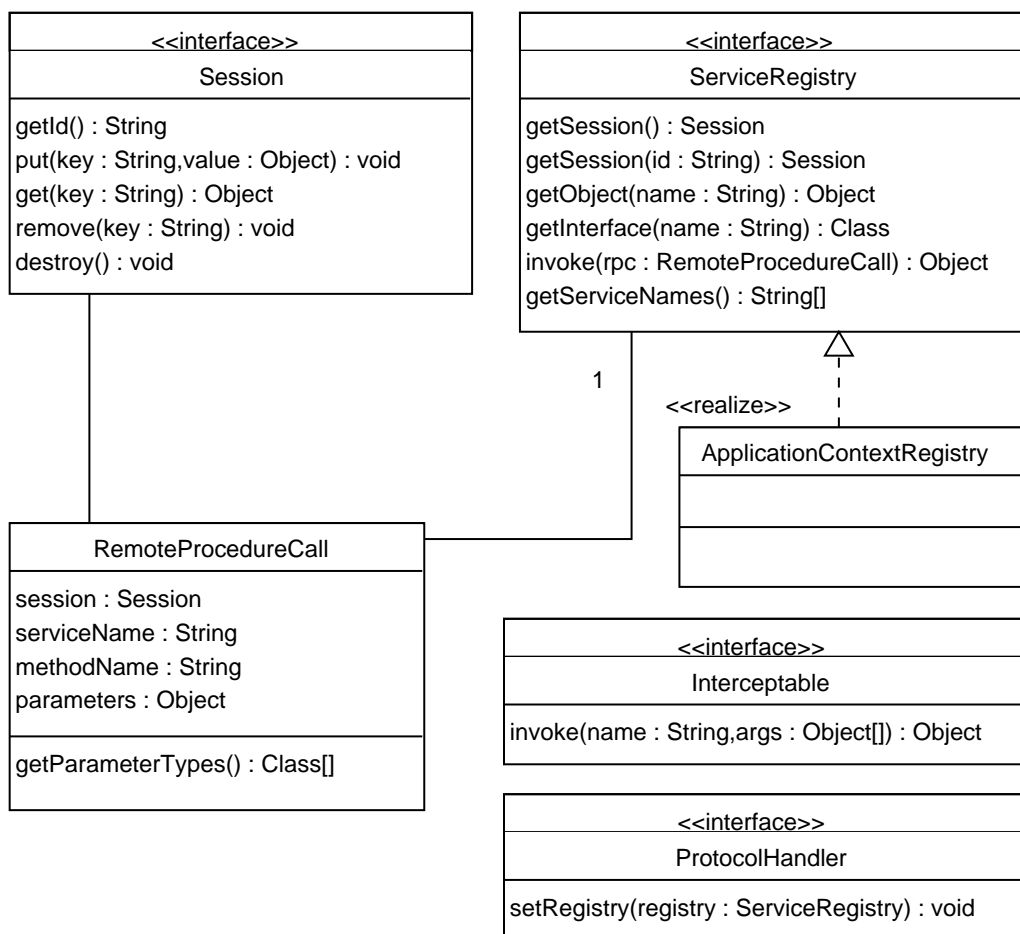 <<interface>>
Session
getId() : String
put(key : String,value : Object) : void
get(key : String) : Object
remove(key : String) : void
destroy() : void
<<interface>>
ServiceRegistry
getSession() : Session
getSession(id : String) : Session
getObject(name : String) : Object
getInterface(name : String) : Class
invoke(rpc : RemoteProcedureCall) : Object
getServiceNames() : String[]
1
<<realize>>
ApplicationContextRegistry
RemoteProcedureCall
session : Session
serviceName : String
methodName : String
parameters : Object
getParameterTypes() : Class[]
<<interface>>
Interceptable
invoke(name : String,args : Object[]) : Object
<<interface>>
ProtocolHandler
setRegistry(registry : ServiceRegistry) : void